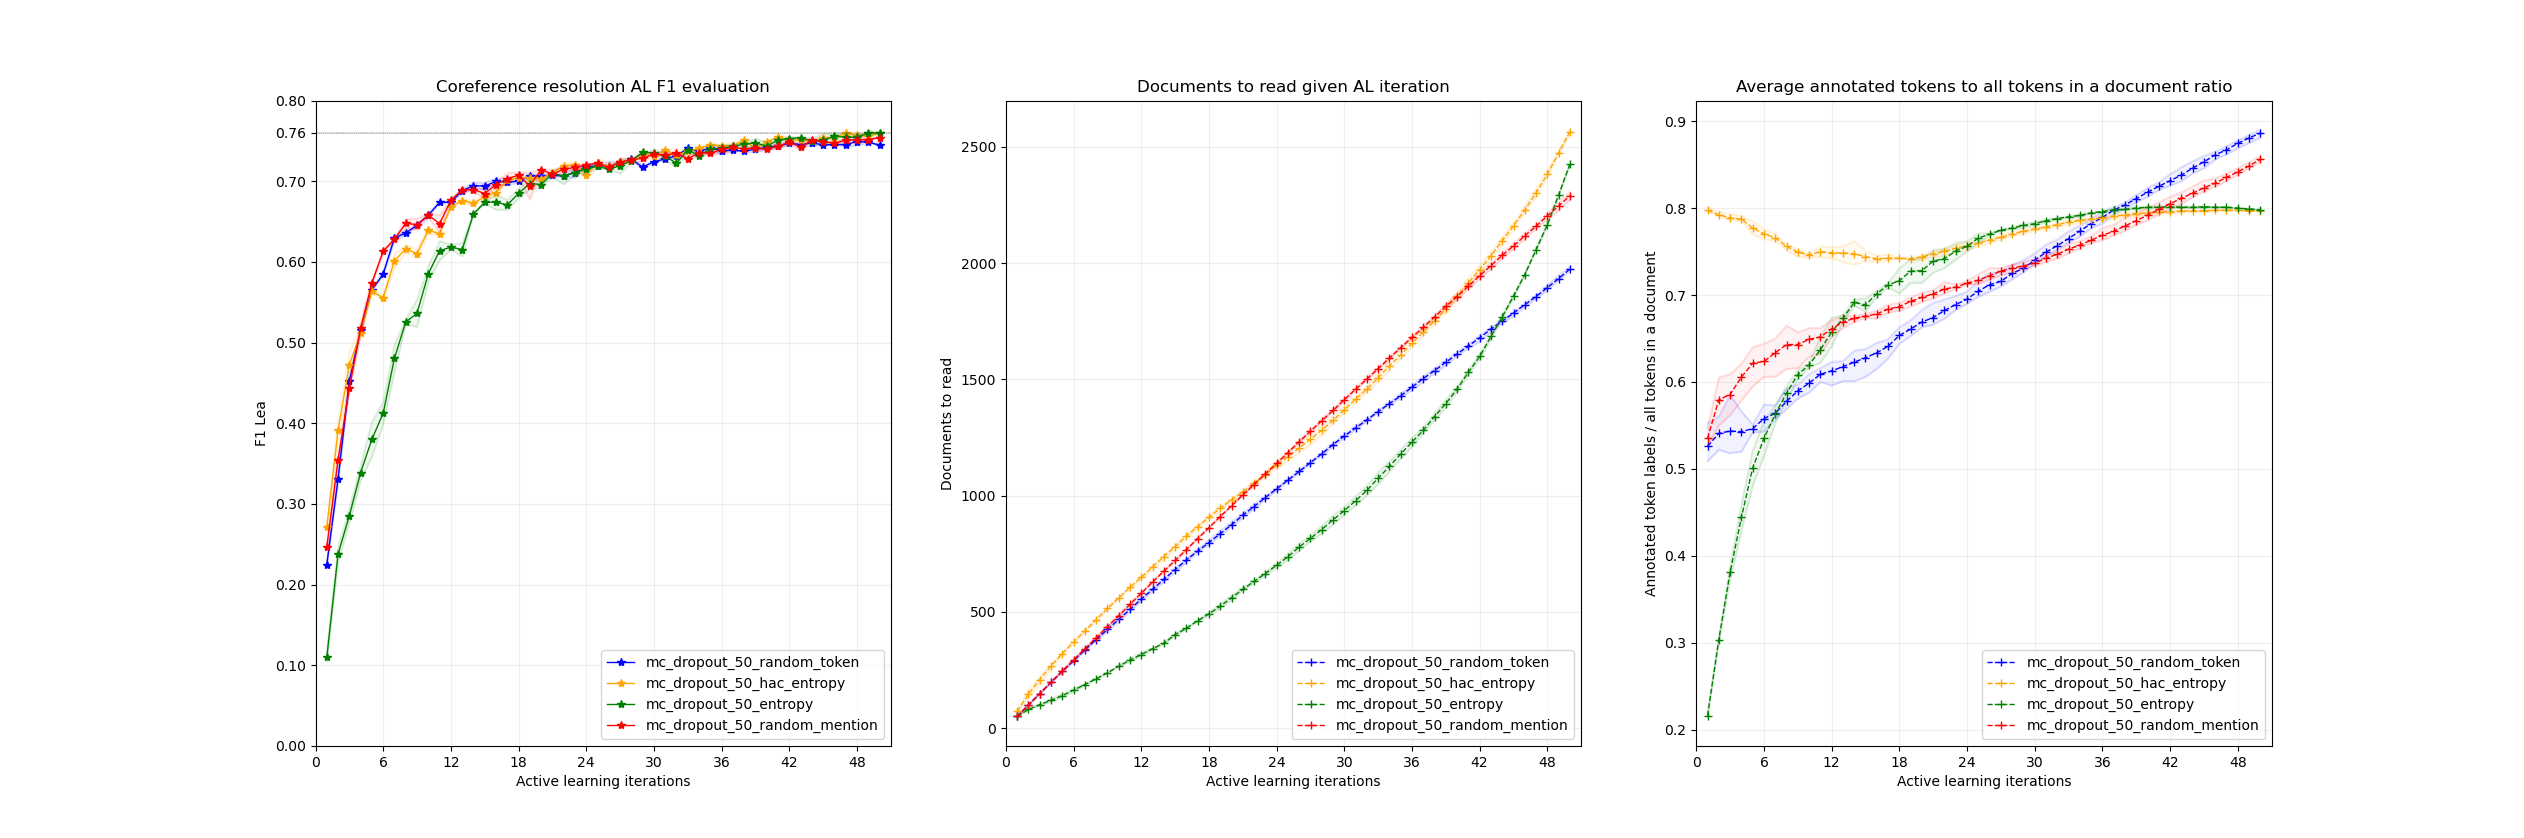 Coreference resolution AL F1 evaluation
F1 Lea
0.80
0.76
0.70
0.60
0.50
0.40
0.30
0.20
0.10
0.00
0 6 12 18 24 30 36 42 48
Active learning iterations
mc_dropout_50_random_token
mc_dropout_50_hac_entropy
mc_dropout_50_entropy
mc_dropout_50_random_mention
Documents to read given AL iteration
Documents to read
2500
2000
1500
1000
500
0
0 6 12 18 24 30 36 42 48
Active learning iterations
mc_dropout_50_random_token
mc_dropout_50_hac_entropy
mc_dropout_50_entropy
mc_dropout_50_random_mention
Average annotated tokens to all tokens in a document ratio
Annotated token labels / all tokens in a document
0.9
0.8
0.7
0.6
0.5
0.4
0.3
0.2
0 6 12 18 24 30 36 42 48
Active learning iterations
mc_dropout_50_random_token
mc_dropout_50_hac_entropy
mc_dropout_50_entropy
mc_dropout_50_random_mention